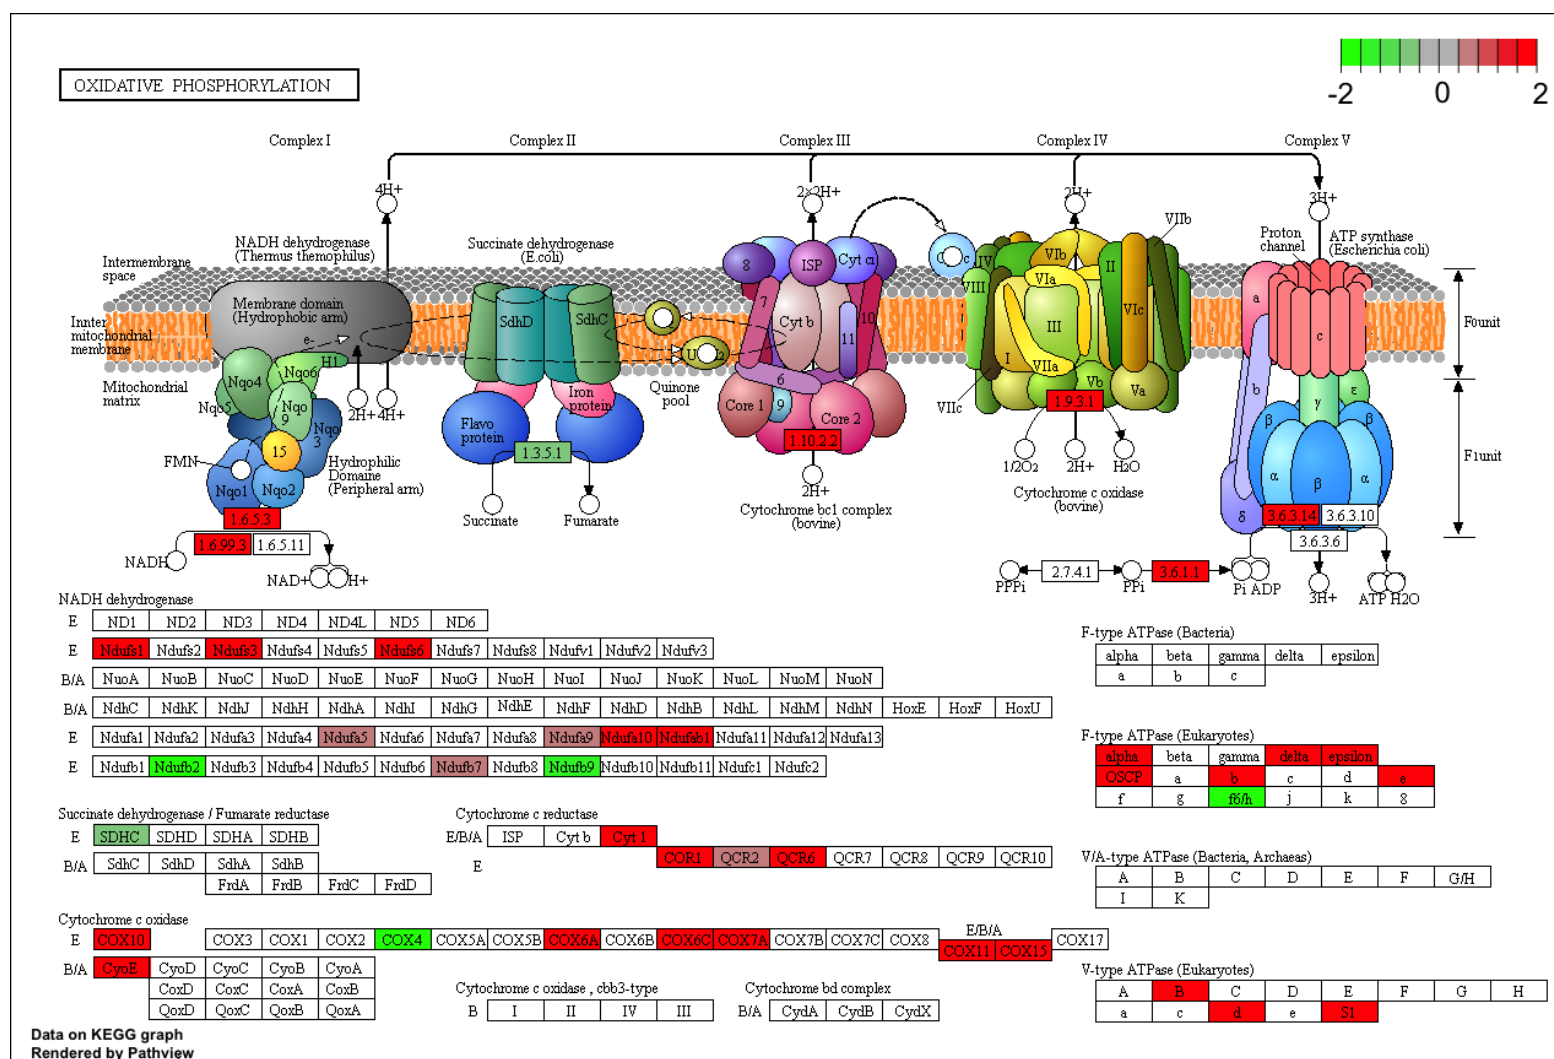 OXIDATIVE PHOSPHORYLATION
-2 0 2
Complex I Complex II Complex III Complex IV Complex V
4H+ 2×2H+ 2H+ 3H+
NADH dehydrogenase
(Thermus themophilus)
Succinate dehydrogenase
(E.coli)
Proton
channel
ATP synthase
(Escherichia coli)
Intermembrane
space
Innter
mitochondrial
membrane
Mitochondrial
matrix
Membrane domain
(Hydrophobic arm)
e-
H1
Nqo6
Nqo4
Nqo5
Nqo
9
Nqo
3
15
FMN
Nqo1
Nqo2
2H+ 4H+
Hydrophilic
Domaine
(Peripheral arm)
1.6.5.3
1.6.99.3 1.6.5.11
NADH
NAD+ H+
SdhD SdhC
Iron
protein
Flavo
protein
1.3.5.1
Succinate Fumarate
Quinone
pool
8 ISP Cyt c1
7 Cyt b 11 10
6
Core 1 9 Core 2
1.10.2.2
2H+
Cytochrome bc1 complex
(bovine)
VIIb
IV VIb II
VIII VIa
VIc
III
I VIIa
VIIc Vb Va
1.9.3.1
1/2O2 2H+ H2O
Cytochrome c oxidase
(bovine)
a
c
b
γ ε
β β
α β α
δ
3.6.3.14 3.6.3.10
3.6.3.6
F0unit
F1unit
PPPi 2.7.4.1 PPi 3.6.1.1 Pi ADP 3H+ ATP H2O
NADH dehydrogenase
E ND1 ND2 ND3 ND4 ND4L ND5 ND6
E Ndufs1 Ndufs2 Ndufs3 Ndufs4 Ndufs5 Ndufs6 Ndufs7 Ndufs8 Ndufv1 Ndufv2 Ndufv3
B/A NuoA NuoB NuoC NuoD NuoE NuoF NuoG NuoH NuoI NuoJ NuoK NuoL NuoM NuoN
B/A NdhC NdhK NdhJ NdhH NdhA NdhI NdhG NdhE NdhF NdhD NdhB NdhL NdhM NdhN HoxE HoxF HoxU
E Ndufa1 Ndufa2 Ndufa3 Ndufa4 Ndufa5 Ndufa6 Ndufa7 Ndufa8 Ndufa9 Ndufa10 Ndufab1 Ndufa11 Ndufa12 Ndufa13
E Ndufb1 Ndufb2 Ndufb3 Ndufb4 Ndufb5 Ndufb6 Ndufb7 Ndufb8 Ndufb9 Ndufb10 Ndufb11 Ndufc1 Ndufc2
Succinate dehydrogenase / Fumarate reductase
E SDHC SDHD SDHA SDHB
B/A SdhC SdhD SdhA SdhB
FrdA FrdB FrdC FrdD
Cytochrome c reductase
E/B/A ISP Cyt b Cyt 1
E COR1 QCR2 QCR6 QCR7 QCR8 QCR9 QCR10
Cytochrome c oxidase
E COX10 COX3 COX1 COX2 COX4 COX5A COX5B COX6A COX6B COX6C COX7A COX7B COX7C COX8 COX17
E/B/A
COX11 COX15
B/A CyoE CyoD CyoC CyoB CyoA
CoxD CoxC CoxA CoxB
QoxD QoxC QoxB QoxA
Cytochrome c oxidase , cbb3-type
B I II IV III
Cytochrome bd complex
B/A CydA CydB CydX
F-type ATPase (Bacteria)
alpha beta gamma delta epsilon
a b c
F-type ATPase (Eukaryotes)
alpha beta gamma delta epsilon
OSCP a b c d e
f g f6/h j k 8
V/A-type ATPase (Bacteria, Archaeas)
A B C D E F G/H
I K
V-type ATPase (Eukaryotes)
A B C D E F G H
a c d e S1
Data on KEGG graph
Rendered by Pathview